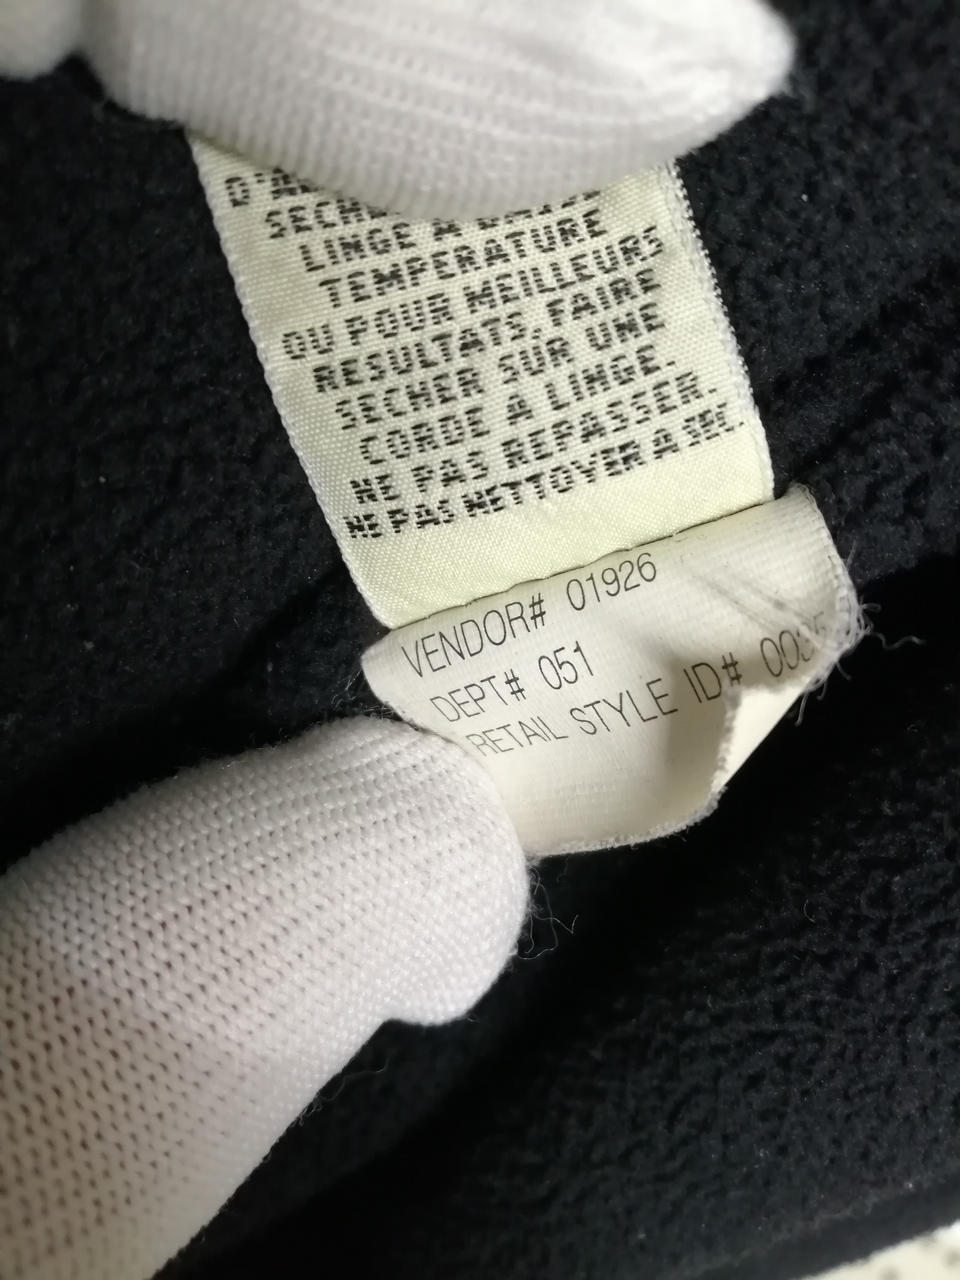 LINGE A
TEMPERATURE
OU POUR MEILLEURS
RESULTATS, FAIRE
SECHER SUR UNE
CORDE A LINGE.
NE PAS REPASSER.
NE PAS NETTOYER A SEC.
VENDOR# 01926
DEPT# 051
RETAIL STYLE ID#